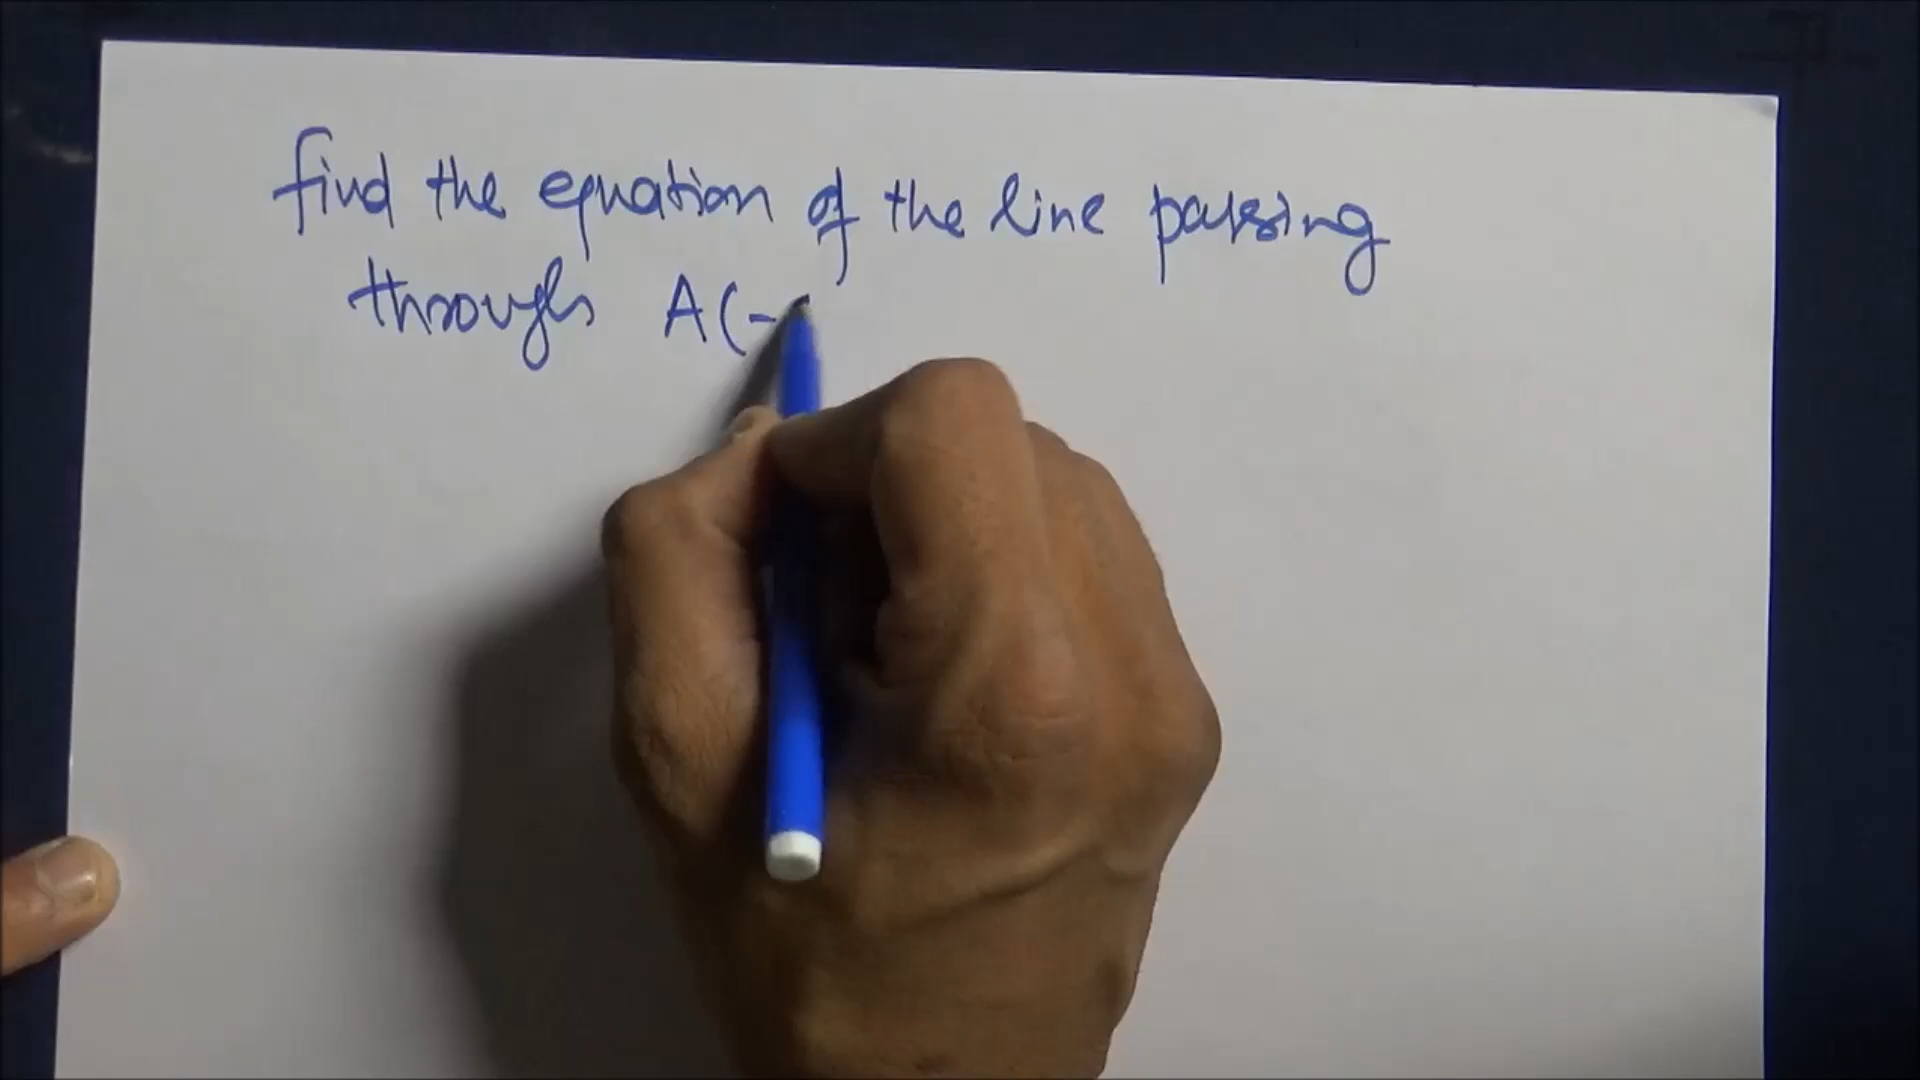 find the equation of the line passing
through A(-